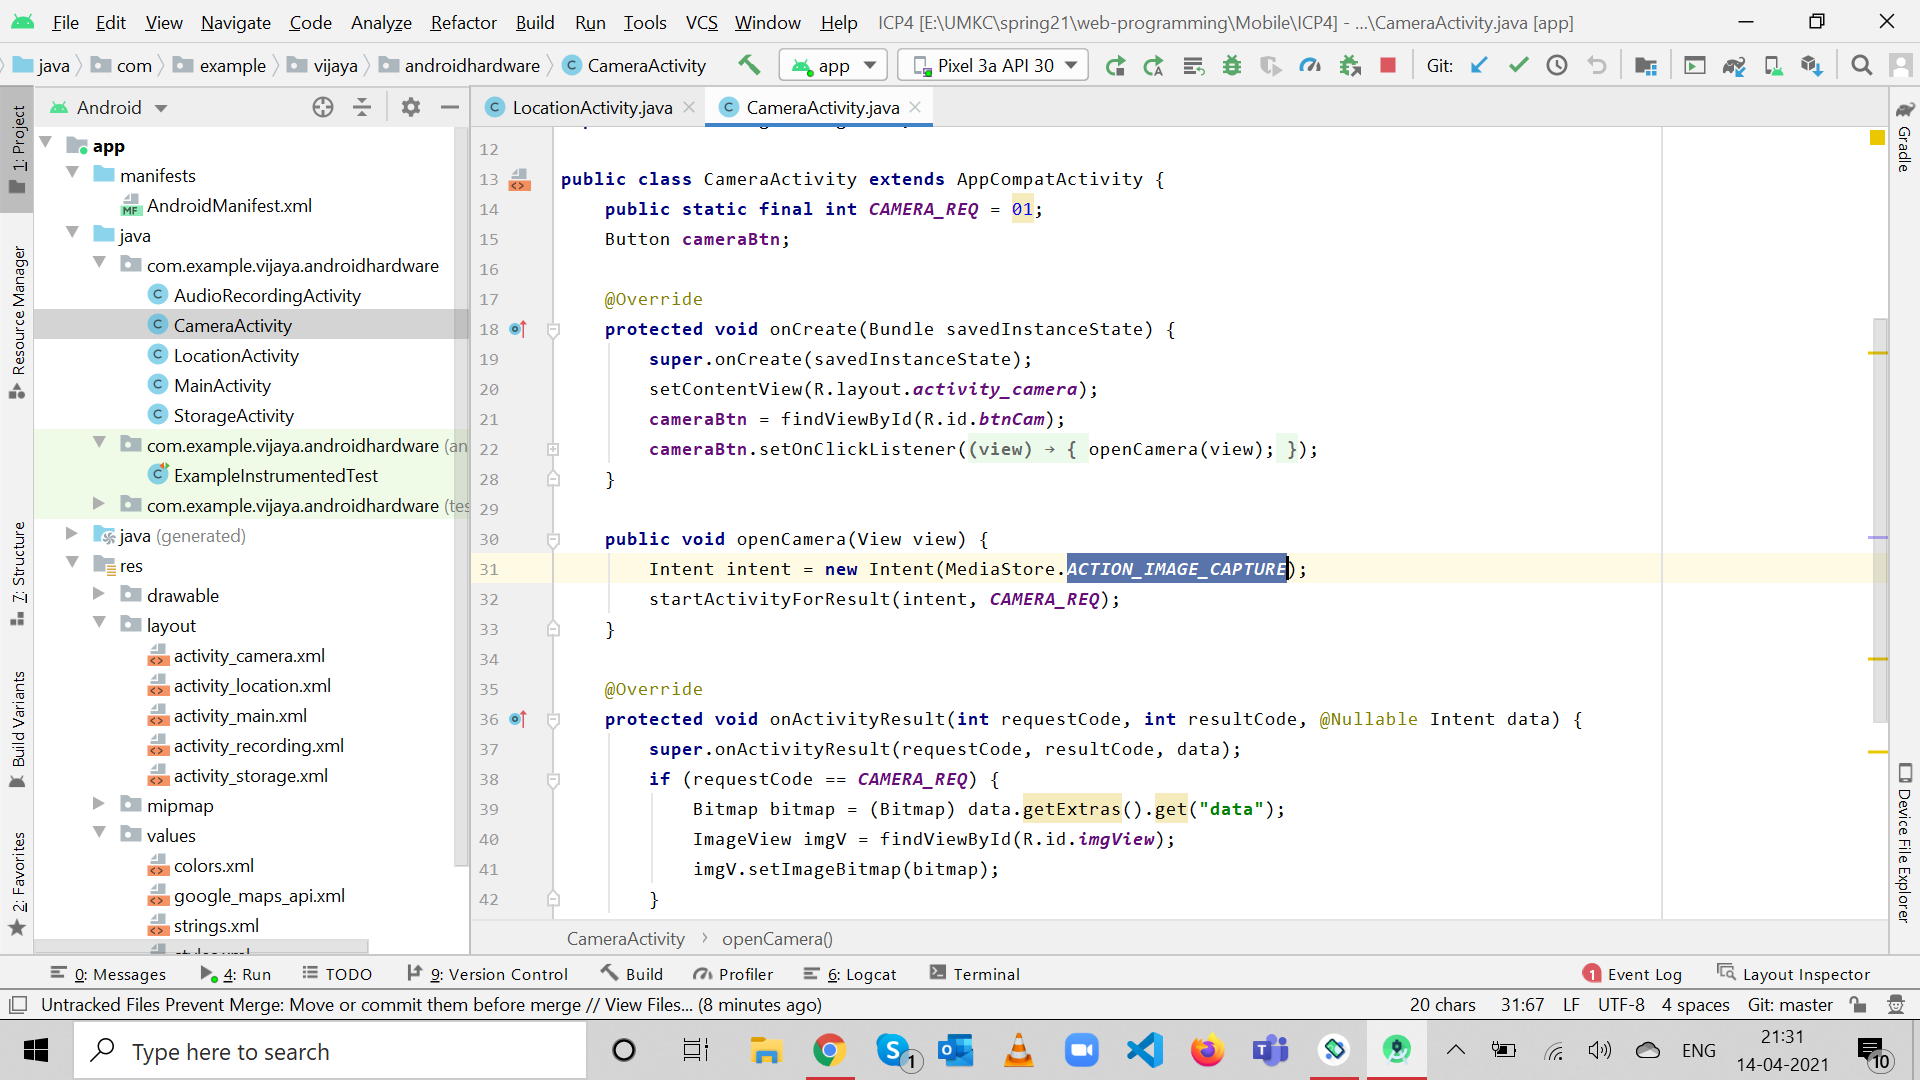 File Edit View Navigate Code Analyze Refactor Build Run Tools VCS Window Help ICP4 [E:\UMKC\spring21\web-programming\Mobile\ICP4] - ...\CameraActivity.java [app]
java com example vijaya androidhardware CameraActivity app Pixel 3a API 30 Git:
Android
LocationActivity.java CameraActivity.java
1: Project
Resource Manager
7: Structure
Build Variants
2: Favorites
app
manifests
AndroidManifest.xml
java
com.example.vijaya.androidhardware
AudioRecordingActivity
CameraActivity
LocationActivity
MainActivity
StorageActivity
com.example.vijaya.androidhardware (an
ExampleInstrumentedTest
com.example.vijaya.androidhardware (tes
java (generated)
res
drawable
layout
activity_camera.xml
activity_location.xml
activity_main.xml
activity_recording.xml
activity_storage.xml
mipmap
values
colors.xml
google_maps_api.xml
strings.xml
12
13 public class CameraActivity extends AppCompatActivity {
14 public static final int CAMERA_REQ = 01;
15 Button cameraBtn;
16
17 @Override
18 protected void onCreate(Bundle savedInstanceState) {
19 super.onCreate(savedInstanceState);
20 setContentView(R.layout.activity_camera);
21 cameraBtn = findViewById(R.id.btnCam);
22 cameraBtn.setOnClickListener((view) → { openCamera(view); });
28 }
29
30 public void openCamera(View view) {
31 Intent intent = new Intent(MediaStore.ACTION_IMAGE_CAPTURE);
32 startActivityForResult(intent, CAMERA_REQ);
33 }
34
35 @Override
36 protected void onActivityResult(int requestCode, int resultCode, @Nullable Intent data) {
37 super.onActivityResult(requestCode, resultCode, data);
38 if (requestCode == CAMERA_REQ) {
39 Bitmap bitmap = (Bitmap) data.getExtras().get("data");
40 ImageView imgV = findViewById(R.id.imgView);
41 imgV.setImageBitmap(bitmap);
42 }
Gradle
Device File Explorer
CameraActivity › openCamera()
0: Messages 4: Run TODO 9: Version Control Build Profiler 6: Logcat Terminal 1 Event Log Layout Inspector
Untracked Files Prevent Merge: Move or commit them before merge // View Files... (8 minutes ago) 20 chars 31:67 LF UTF-8 4 spaces Git: master
Type here to search 1 ENG 21:31
14-04-2021 10